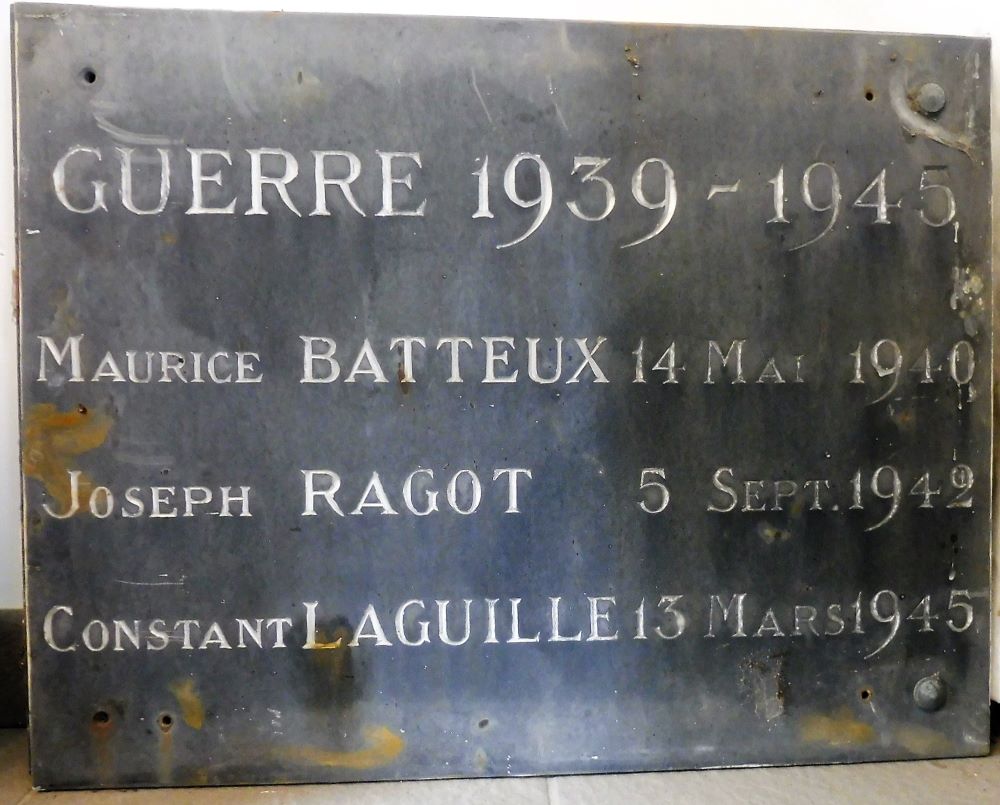 GUERRE 1939 - 1945
MAURICE BATTEUX 14 MAI 1940
JOSEPH RAGOT 5 SEPT. 1942
CONSTANT LAGUILLE 13 MARS 1945